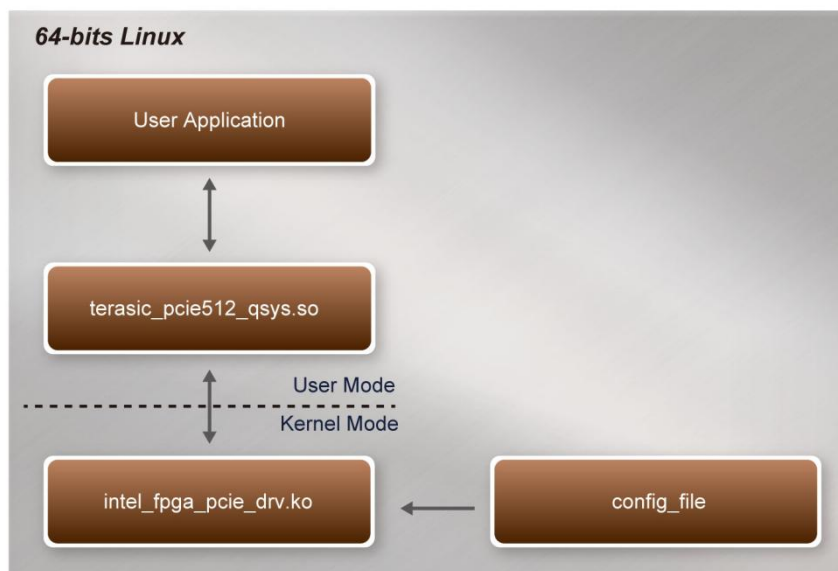 64-bits Linux
User Application
terasic_pcie512_qsys.so
User Mode
Kernel Mode
intel_fpga_pcie_drv.ko
config_file